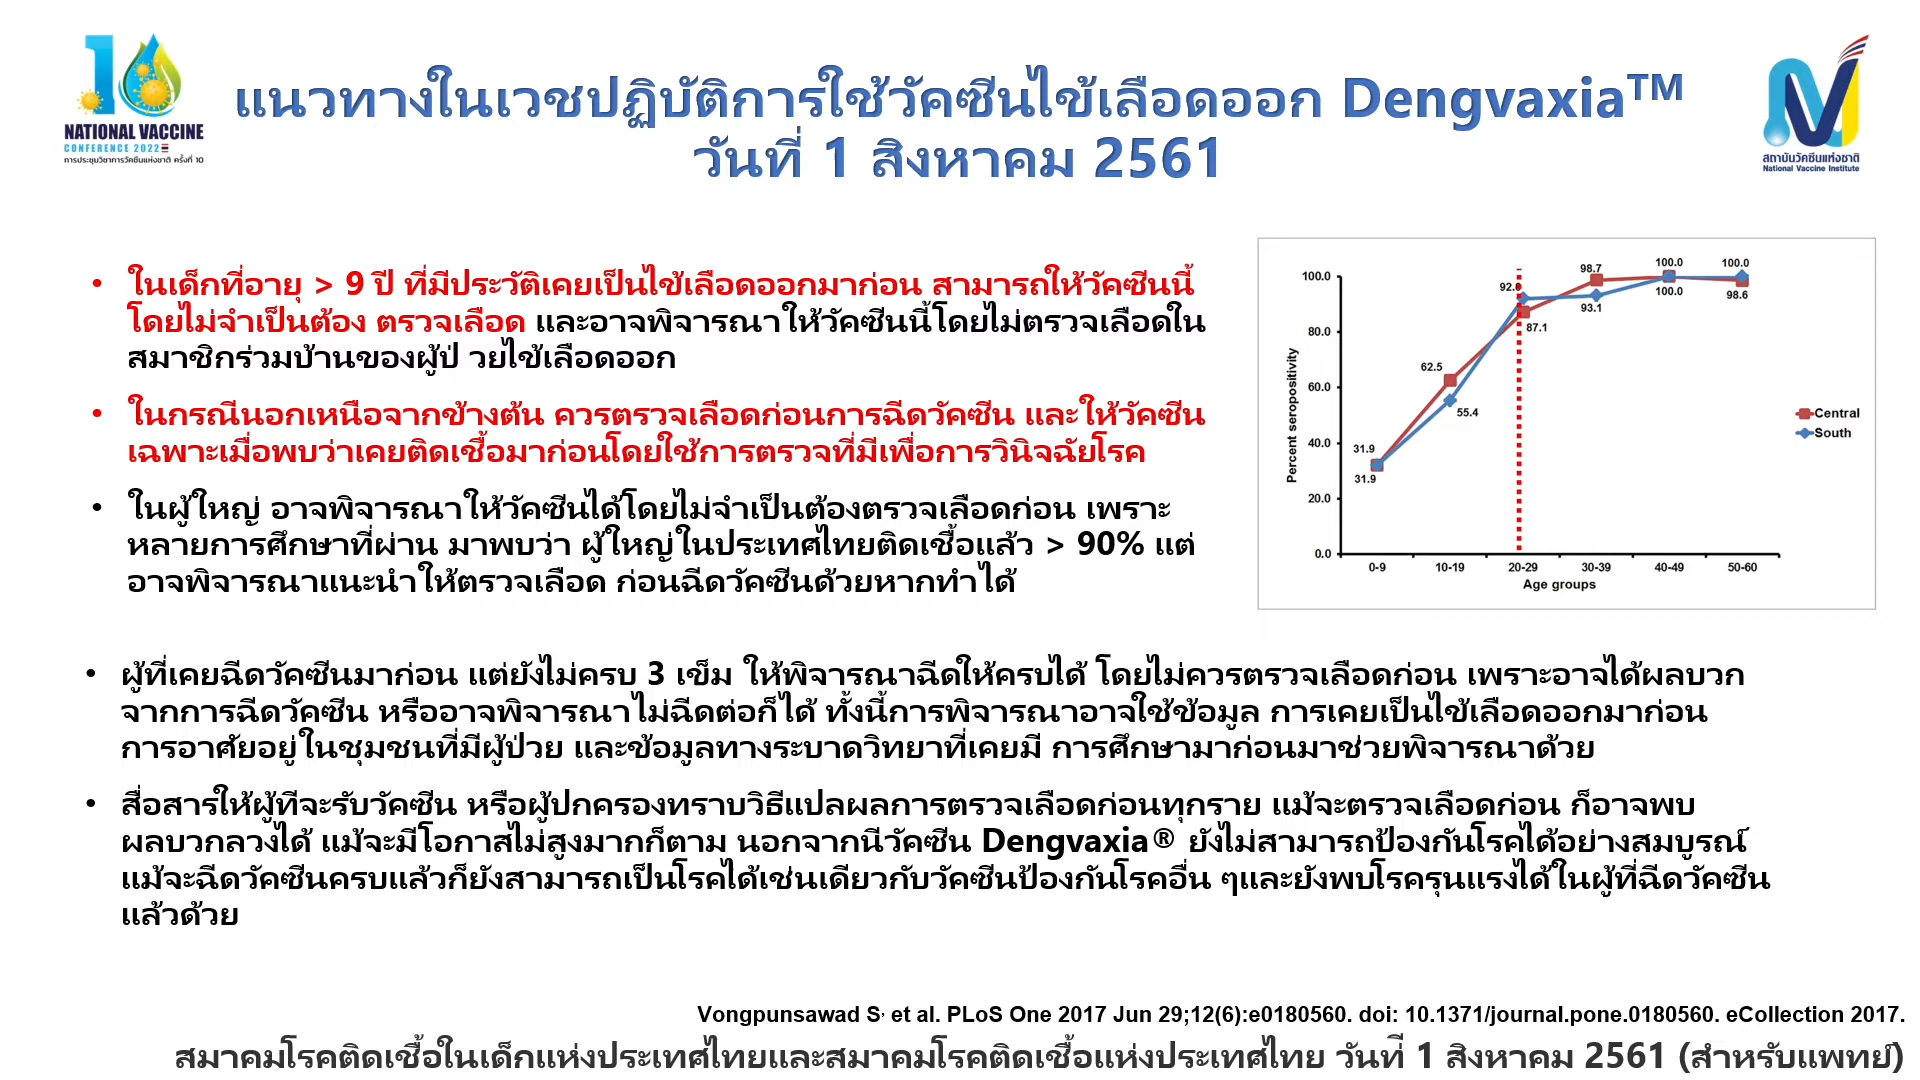 10
NATIONAL VACCINE
CONFERENCE 2022
การประชุมวิชาการวัคซีนแห่งชาติ ครั้งที่ 10
แนวทางในเวชปฏิบัติการใช้วัคซีนไข้เลือดออก Dengvaxia™
วันที่ 1 สิงหาคม 2561
สถาบันวัคซีนแห่งชาติ
National Vaccine Institute
• ในเด็กที่อายุ > 9 ปี ที่มีประวัติเคยเป็นไข้เลือดออกมาก่อน สามารถให้วัคซีนนี้
โดยไม่จำเป็นต้อง ตรวจเลือด และอาจพิจารณาให้วัคซีนนี้โดยไม่ตรวจเลือดใน
สมาชิกร่วมบ้านของผู้ป่ วยไข้เลือดออก
• ในกรณีนอกเหนือจากข้างต้น ควรตรวจเลือดก่อนการฉีดวัคซีน และให้วัคซีน
เฉพาะเมื่อพบว่าเคยติดเชื้อมาก่อนโดยใช้การตรวจที่มีเพื่อการวินิจฉัยโรค
• ในผู้ใหญ่ อาจพิจารณาให้วัคซีนได้โดยไม่จำเป็นต้องตรวจเลือดก่อน เพราะ
หลายการศึกษาที่ผ่าน มาพบว่า ผู้ใหญ่ในประเทศไทยติดเชื้อแล้ว > 90% แต่
อาจพิจารณาแนะนำให้ตรวจเลือด ก่อนฉีดวัคซีนด้วยหากทำได้
Percent seropositivity
100.0
80.0
60.0
40.0
20.0
0.0
31.9
31.9
62.5
55.4
92.0
87.1
98.7
93.1
100.0
100.0
100.0
98.6
0-9 10-19 20-29 30-39 40-49 50-60
Age groups
Central
South
• ผู้ที่เคยฉีดวัคซีนมาก่อน แต่ยังไม่ครบ 3 เข็ม ให้พิจารณาฉีดให้ครบได้ โดยไม่ควรตรวจเลือดก่อน เพราะอาจได้ผลบวก
จากการฉีดวัคซีน หรืออาจพิจารณาไม่ฉีดต่อก็ได้ ทั้งนี้การพิจารณาอาจใช้ข้อมูล การเคยเป็นไข้เลือดออกมาก่อน
การอาศัยอยู่ในชุมชนที่มีผู้ป่วย และข้อมูลทางระบาดวิทยาที่เคยมี การศึกษามาก่อนมาช่วยพิจารณาด้วย
• สื่อสารให้ผู้ทีจะรับวัคซีน หรือผู้ปกครองทราบวิธีแปลผลการตรวจเลือดก่อนทุกราย แม้จะตรวจเลือดก่อน ก็อาจพบ
ผลบวกลวงได้ แม้จะมีโอกาสไม่สูงมากก็ตาม นอกจากนีวัคซีน Dengvaxia® ยังไม่สามารถป้องกันโรคได้อย่างสมบูรณ์
แม้จะฉีดวัคซีนครบแล้วก็ยังสามารถเป็นโรคได้เช่นเดียวกับวัคซีนป้องกันโรคอื่น ๆและยังพบโรครุนแรงได้ในผู้ที่ฉีดวัคซีน
แล้วด้วย
Vongpunsawad S, et al. PLoS One 2017 Jun 29;12(6):e0180560. doi: 10.1371/journal.pone.0180560. eCollection 2017.
สมาคมโรคติดเชื้อในเด็กแห่งประเทศไทยและสมาคมโรคติดเชื้อแห่งประเทศไทย วันที่ 1 สิงหาคม 2561 (สำหรับแพทย์)